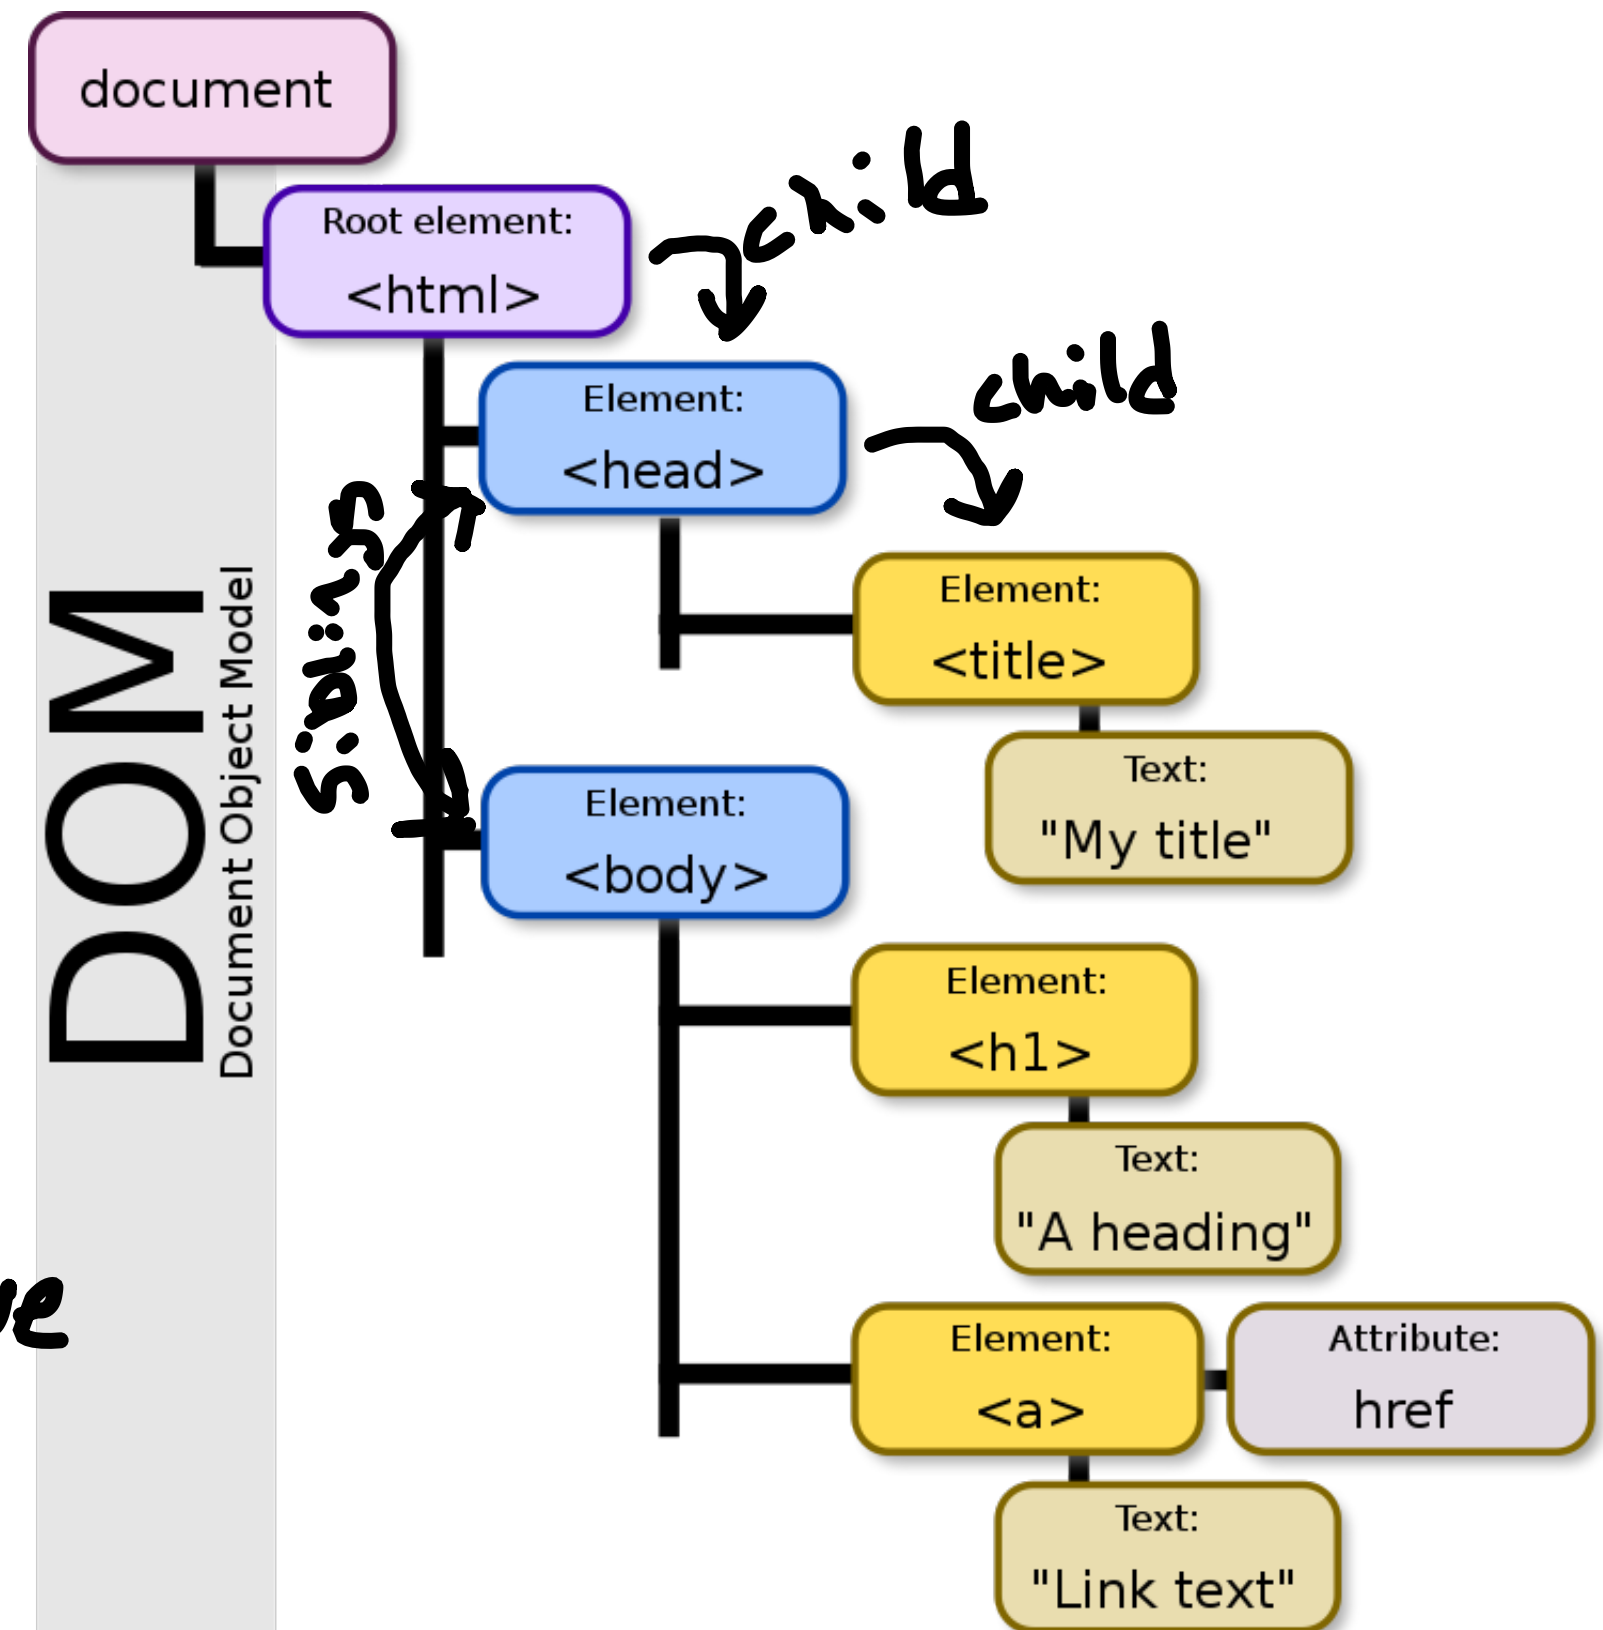 document
Root element:
<html>
child
Element:
<head>
child
siblings
Element:
<title>
Text:
"My title"
DOM
Document Object Model
Element:
<body>
Element:
<h1>
Text:
"A heading"
Element:
<a>
Attribute:
href
Text:
"Link text"